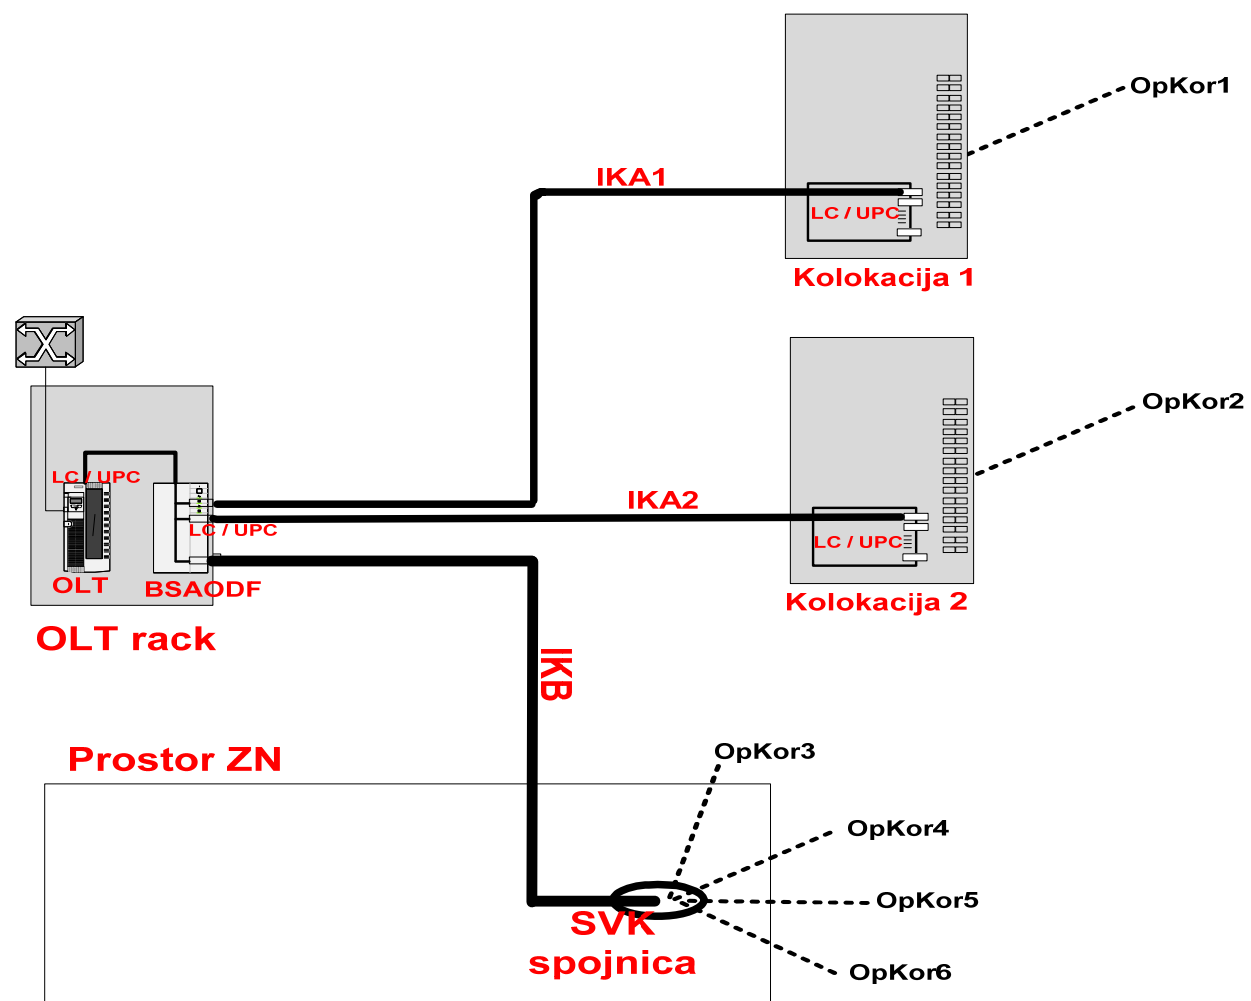 OpKor1
IKA1
LC / UPC
Kolokacija 1
OpKor2
LC / UPC
IKA2
LC / UPC
LC / UPC
OLT
BSAODF
Kolokacija 2
OLT rack
IKB
Prostor ZN
OpKor3
OpKor4
OpKor5
SVK
spojnica
OpKor6